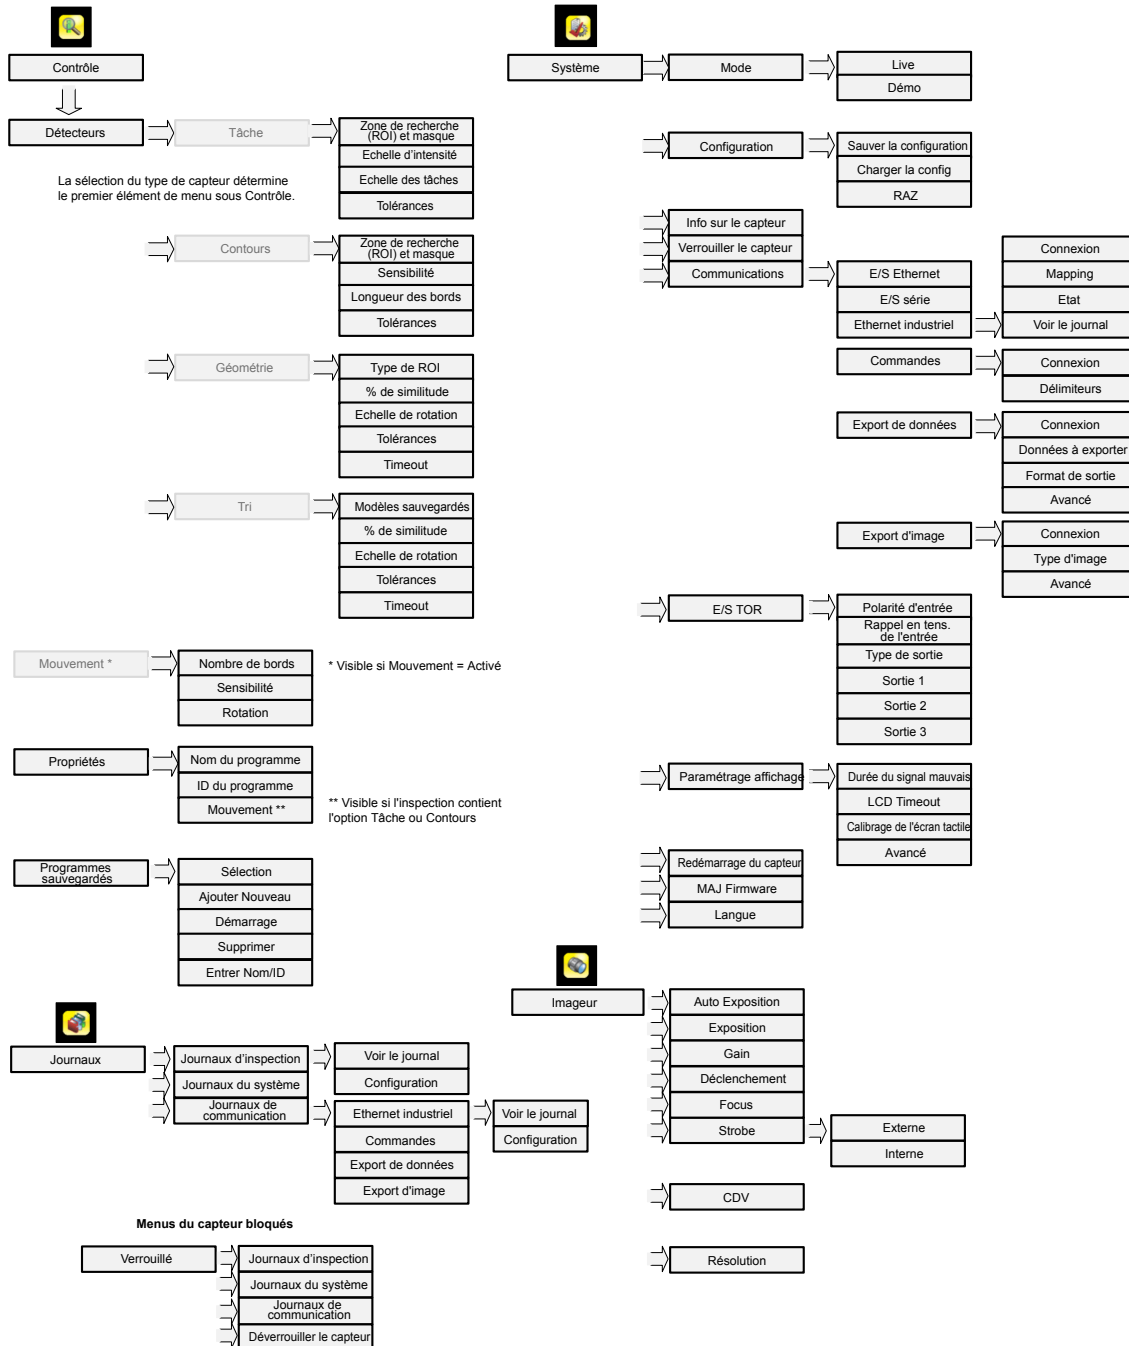 Contrôle
Détecteurs
Tâche
Zone de recherche
(ROI) et masque
Echelle d'intensité
Echelle des tâches
Tolérances
La sélection du type de capteur détermine
le premier élément de menu sous Contrôle.
Contours
Zone de recherche
(ROI) et masque
Sensibilité
Longueur des bords
Tolérances
Géométrie
Type de ROI
% de similitude
Echelle de rotation
Tolérances
Timeout
Tri
Modèles sauvegardés
% de similitude
Echelle de rotation
Tolérances
Timeout
Mouvement *
Nombre de bords
Sensibilité
Rotation
* Visible si Mouvement = Activé
Propriétés
Nom du programme
ID du programme
Mouvement **
** Visible si l'inspection contient
l'option Tâche ou Contours
Programmes
sauvegardés
Sélection
Ajouter Nouveau
Démarrage
Supprimer
Entrer Nom/ID
Journaux
Journaux d'inspection
Journaux du système
Journaux de
communication
Voir le journal
Configuration
Ethernet industriel
Commandes
Export de données
Export d'image
Voir le journal
Configuration
Menus du capteur bloqués
Verrouillé
Journaux d'inspection
Journaux du système
Journaux de
communication
Déverrouiller le capteur
Système
Mode
Live
Démo
Configuration
Sauver la configuration
Charger la config
RAZ
Info sur le capteur
Verrouiller le capteur
Communications
E/S Ethernet
E/S série
Ethernet industriel
Connexion
Mapping
Etat
Voir le journal
Commandes
Connexion
Délimiteurs
Export de données
Connexion
Données à exporter
Format de sortie
Avancé
Export d'image
Connexion
Type d'image
Avancé
E/S TOR
Polarité d'entrée
Rappel en tens.
de l'entrée
Type de sortie
Sortie 1
Sortie 2
Sortie 3
Paramétrage affichage
Durée du signal mauvais
LCD Timeout
Calibrage de l'écran tactile
Avancé
Redémarrage du capteur
MAJ Firmware
Langue
Imageur
Auto Exposition
Exposition
Gain
Déclenchement
Focus
Strobe
Externe
Interne
CDV
Résolution